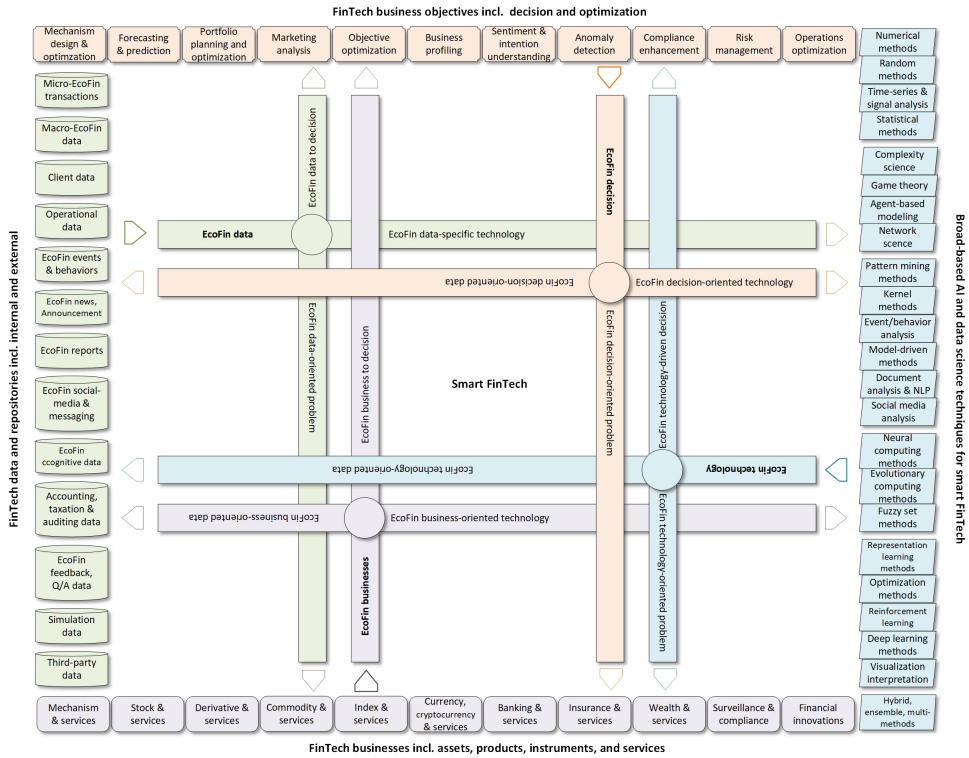 FinTech business objectives incl. decision and optimization
Mechanism
design &
optimzation
Forecasting
& prediction
Portfolio
planning and
optimization
Marketing
analysis
Objective
optimization
Business
profiling
Sentiment &
intention
understanding
Anomaly
detection
Compliance
enhancement
Risk
management
Operations
optimization
Numerical
methods
Random
methods
Time-series &
signal analysis
Statistical
methods
Complexity
science
Game theory
Agent-based
modeling
Network
scence
Pattern mining
methods
Kernel
methods
Event/behavior
analysis
Model-driven
methods
Document
analysis & NLP
Social media
analysis
Neural
computing
methods
Evolutionary
computing
methods
Fuzzy set
methods
Representation
learning
methods
Optimization
methods
Reinforcement
learning
Deep learning
methods
Visualization
interpretation
Hybrid,
ensemble, multi-
methods
Broad-based AI and data science techniques for smart FinTech
FinTech data and repositories incl. internal and external
Micro-EcoFin
transactions
Macro-EcoFin
data
Client data
Operational
data
EcoFin events
& behaviors
EcoFin news,
Announcement
EcoFin reports
EcoFin social-
media &
messaging
EcoFin
ccognitive data
Accounting,
taxation &
auditing data
EcoFin
feedback,
Q/A data
Simulation
data
Third-party
data
EcoFin data to decision
EcoFin decision
EcoFin data
EcoFin data-specific technology
EcoFin decision-oriented data
EcoFin decision-oriented technology
EcoFin data-oriented problem
EcoFin business to decision
EcoFin decision-oriented problem
EcoFin technology-driven decision
Smart FinTech
EcoFin technology-oriented data
EcoFin technology
EcoFin business-oriented data
EcoFin business-oriented technology
EcoFin businesses
EcoFin technology-oriented problem
Mechanism
& services
Stock &
services
Derivative &
services
Commodity &
services
Index &
services
Currency,
cryptocurrency
& services
Banking &
services
Insurance &
services
Wealth &
services
Surveillance &
compliance
Financial
innovations
FinTech businesses incl. assets, products, instruments, and services